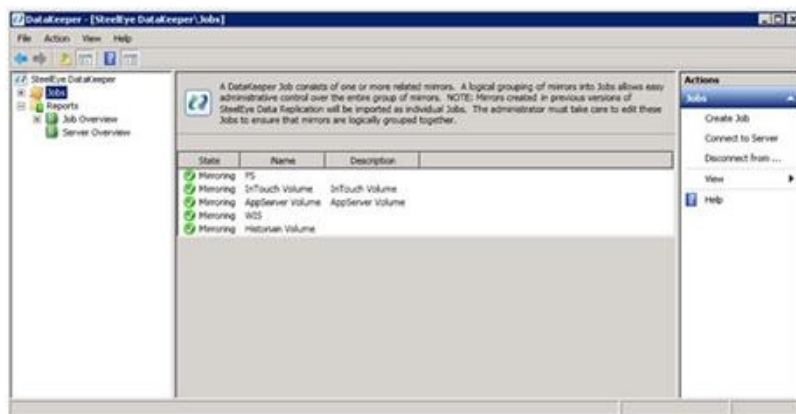 DataKeeper - [SteelEye DataKeeper\Jobs]
File Action View Help
SteelEye DataKeeper
Jobs
Reports
Job Overview
Server Overview
A DataKeeper Job consists of one or more related mirrors. A logical grouping of mirrors into Jobs allows easy
administrative control over the entire group of mirrors. NOTE: Mirrors created in previous versions of
SteelEye Data Replication will be imported as individual Jobs. The administrator must take care to edit these
Jobs to ensure that mirrors are logically grouped together.
State Name Description
Mirroring FS
Mirroring InTouch Volume InTouch Volume
Mirroring AppServer Volume AppServer Volume
Mirroring WIS
Mirroring Historian Volume
Actions
Jobs
Create Job
Connect to Server
Disconnect from ...
View
Help